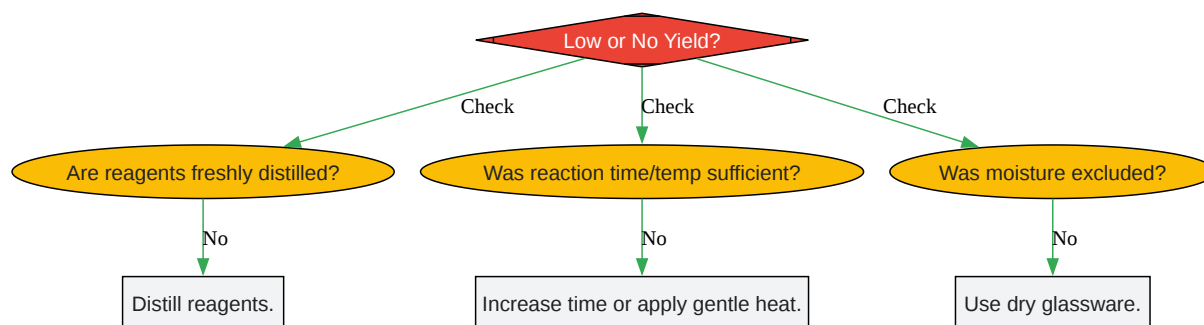 Low or No Yield?
Check
Check
Check
Are reagents freshly distilled?
Was reaction time/temp sufficient?
Was moisture excluded?
No
No
No
Distill reagents.
Increase time or apply gentle heat.
Use dry glassware.